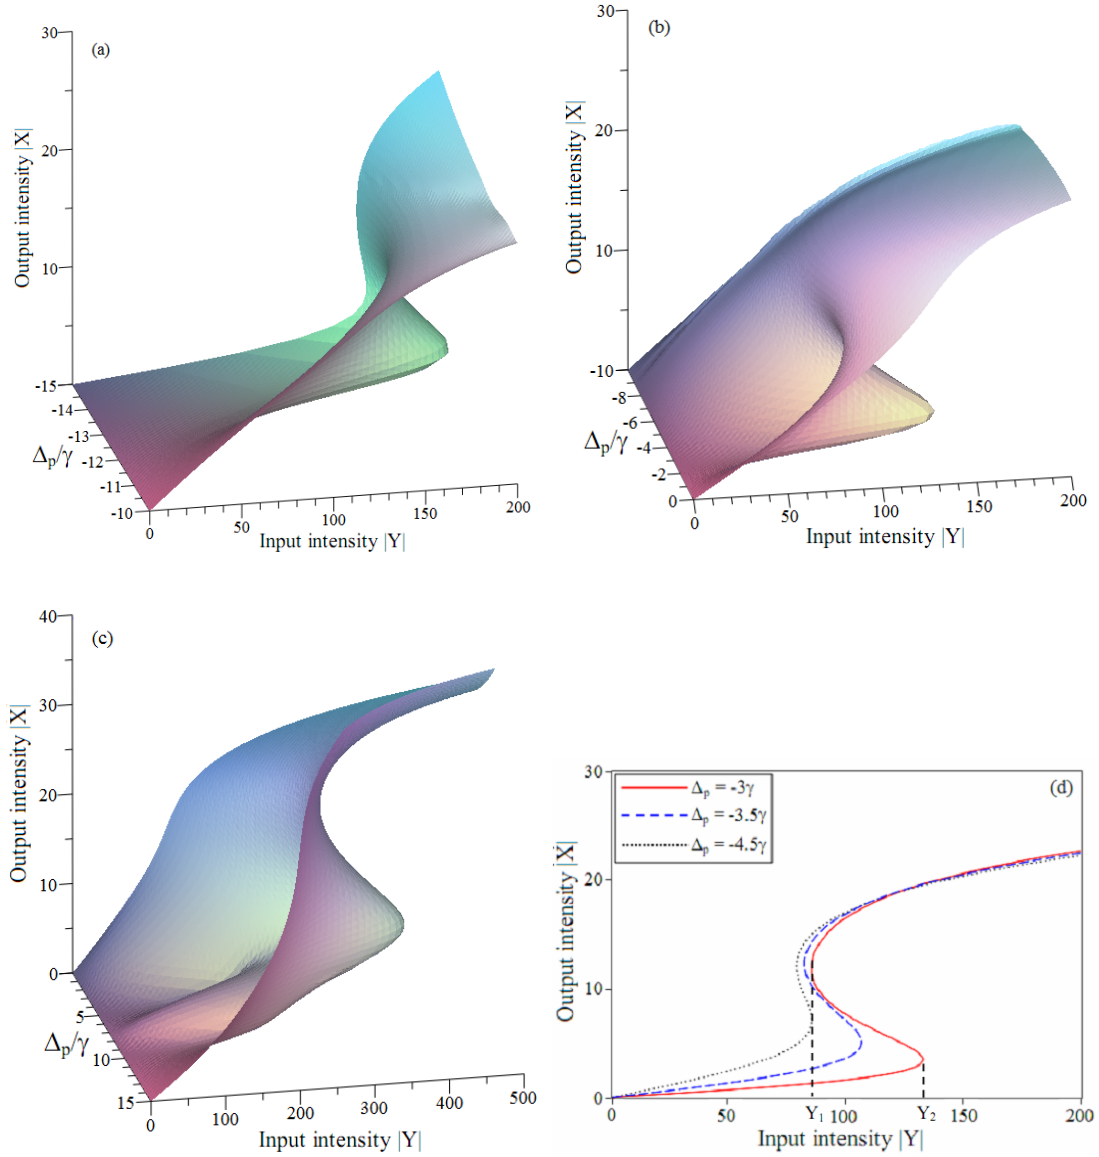 (a)
30
20
10
Output intensity |X|
-15
-14
-13
-12
-11
-10
Δp/γ
0
50
100
150
200
Input intensity |Y|
(b)
30
20
10
Output intensity |X|
-10
-8
-6
-4
-2
0
Δp/γ
0
50
100
150
200
Input intensity |Y|
(c)
40
30
20
10
0
Output intensity |X|
5
10
15
Δp/γ
0
100
200
300
400
500
Input intensity |Y|
(d)
Δp = -3γ
Δp = -3.5γ
Δp = -4.5γ
30
20
10
0
Output intensity |X|
0
50
Y1
100
Y2
150
200
Input intensity |Y|